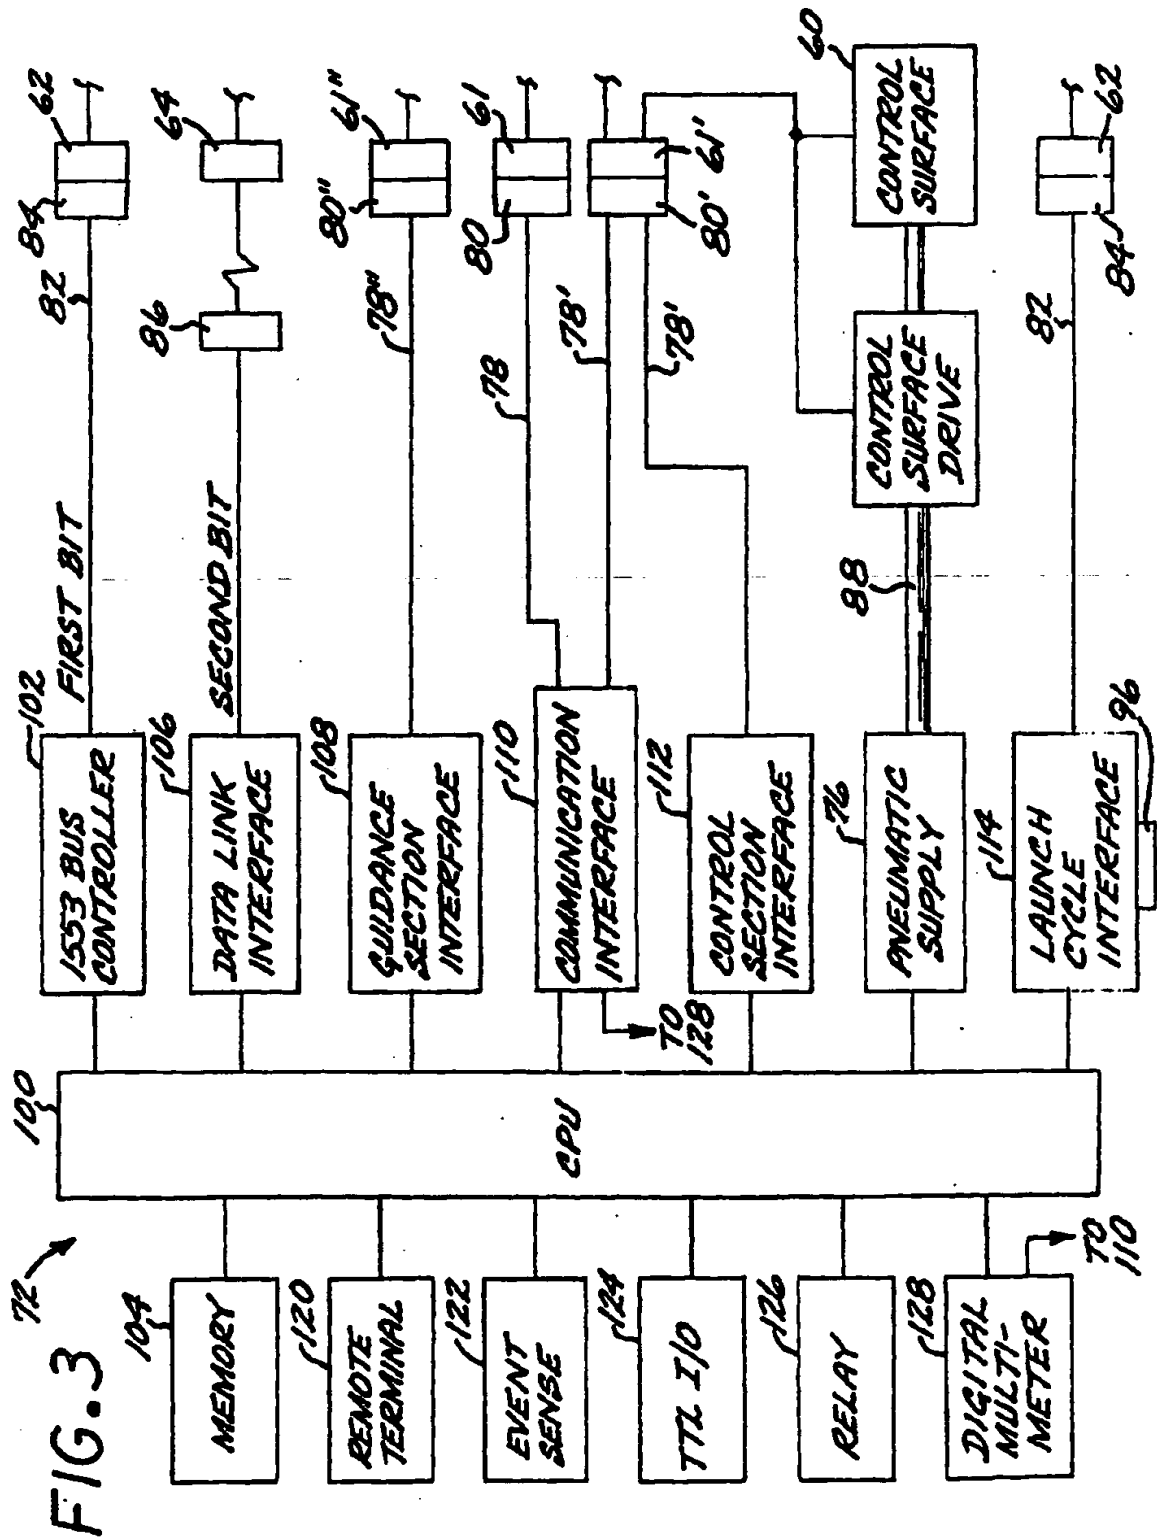 FIG. 3
72
100
CPU
104
MEMORY
120
REMOTE
TERMINAL
122
EVENT
SENSE
124
TTL I/O
126
RELAY
128
DIGITAL
MULTI-
METER
TO
110
102
1553 BUS
CONTROLLER
FIRST BIT
82
84
62
106
DATA LINK
INTERFACE
SECOND BIT
86
64
108
GUIDANCE
SECTION
INTERFACE
78"
80"
61"
110
COMMUNICATION
INTERFACE
TO
128
78
80
61
78'
80'
61'
112
CONTROL
SECTION
INTERFACE
78'
76
PNEUMATIC
SUPPLY
88
CONTROL
SURFACE
DRIVE
60
CONTROL
SURFACE
114
LAUNCH
CYCLE
INTERFACE
96
82
84
62